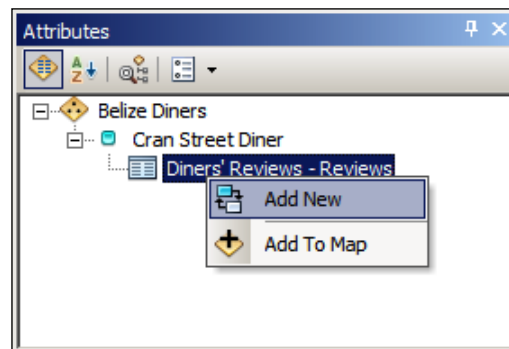 Attributes
Belize Diners
Cran Street Diner
Diners' Reviews - Reviews
Add New
Add To Map